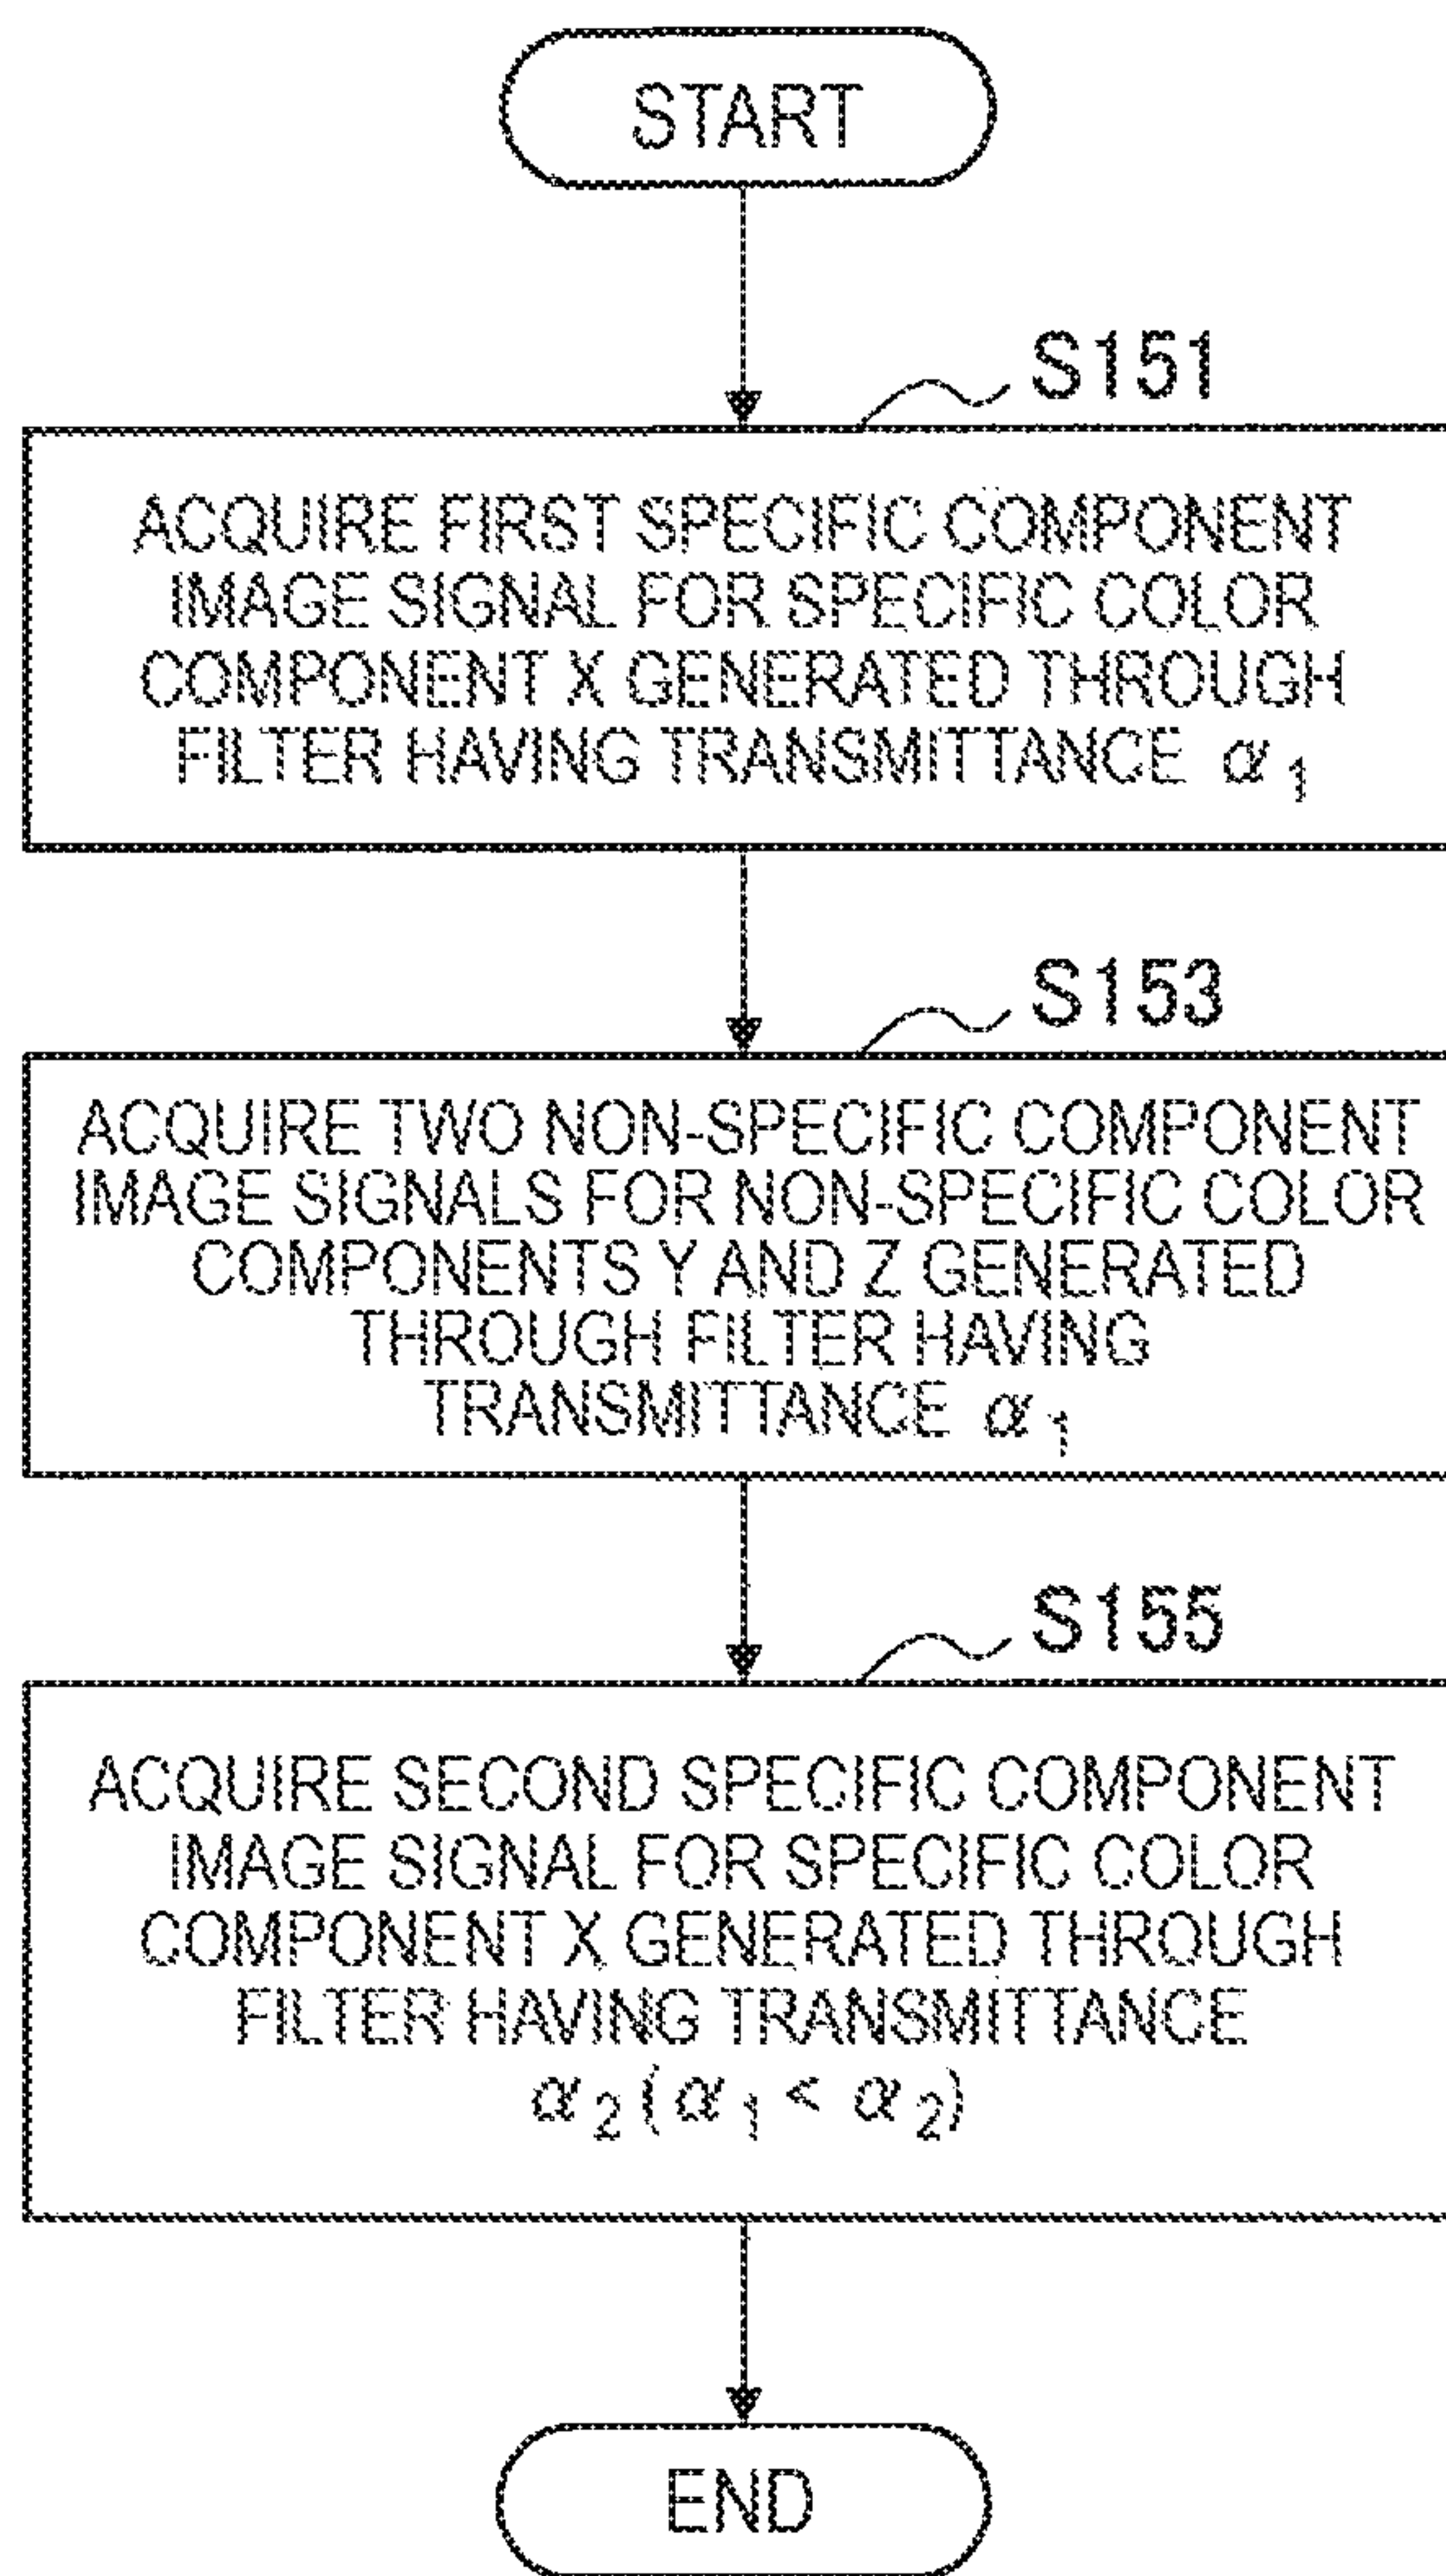 START
S151
ACQUIRE FIRST SPECIFIC COMPONENT
IMAGE SIGNAL FOR SPECIFIC COLOR
COMPONENT X GENERATED THROUGH
FILTER HAVING TRANSMITTANCE α₁
S153
ACQUIRE TWO NON-SPECIFIC COMPONENT
IMAGE SIGNALS FOR NON-SPECIFIC COLOR
COMPONENTS Y AND Z GENERATED
THROUGH FILTER HAVING
TRANSMITTANCE α₁
S155
ACQUIRE SECOND SPECIFIC COMPONENT
IMAGE SIGNAL FOR SPECIFIC COLOR
COMPONENT X GENERATED THROUGH
FILTER HAVING TRANSMITTANCE
α₂ (α₁ < α₂)
END